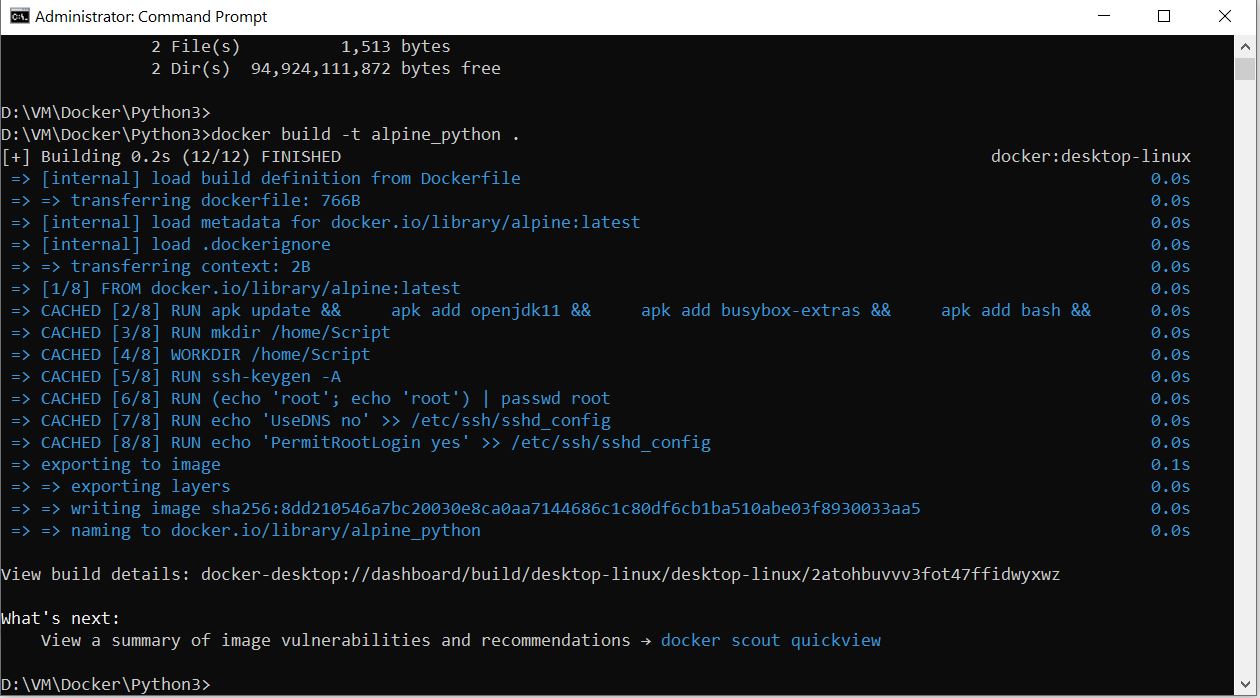 Administrator: Command Prompt
2 File(s) 1,513 bytes
2 Dir(s) 94,924,111,872 bytes free
D:\VM\Docker\Python3>
D:\VM\Docker\Python3>docker build -t alpine_python .
[+] Building 0.2s (12/12) FINISHED docker:desktop-linux
=> [internal] load build definition from Dockerfile 0.0s
=> => transferring dockerfile: 766B 0.0s
=> [internal] load metadata for docker.io/library/alpine:latest 0.0s
=> [internal] load .dockerignore 0.0s
=> => transferring context: 2B 0.0s
=> [1/8] FROM docker.io/library/alpine:latest 0.0s
=> CACHED [2/8] RUN apk update && apk add openjdk11 && apk add busybox-extras && apk add bash && 0.0s
=> CACHED [3/8] RUN mkdir /home/Script 0.0s
=> CACHED [4/8] WORKDIR /home/Script 0.0s
=> CACHED [5/8] RUN ssh-keygen -A 0.0s
=> CACHED [6/8] RUN (echo 'root'; echo 'root') | passwd root 0.0s
=> CACHED [7/8] RUN echo 'UseDNS no' >> /etc/ssh/sshd_config 0.0s
=> CACHED [8/8] RUN echo 'PermitRootLogin yes' >> /etc/ssh/sshd_config 0.0s
=> exporting to image 0.1s
=> => exporting layers 0.0s
=> => writing image sha256:8dd210546a7bc20030e8ca0aa7144686c1c80df6cb1ba510abe03f8930033aa5 0.0s
=> => naming to docker.io/library/alpine_python 0.0s
View build details: docker-desktop://dashboard/build/desktop-linux/desktop-linux/2atohbuvvv3fot47ffidwyxwz
What's next:
View a summary of image vulnerabilities and recommendations → docker scout quickview
D:\VM\Docker\Python3>